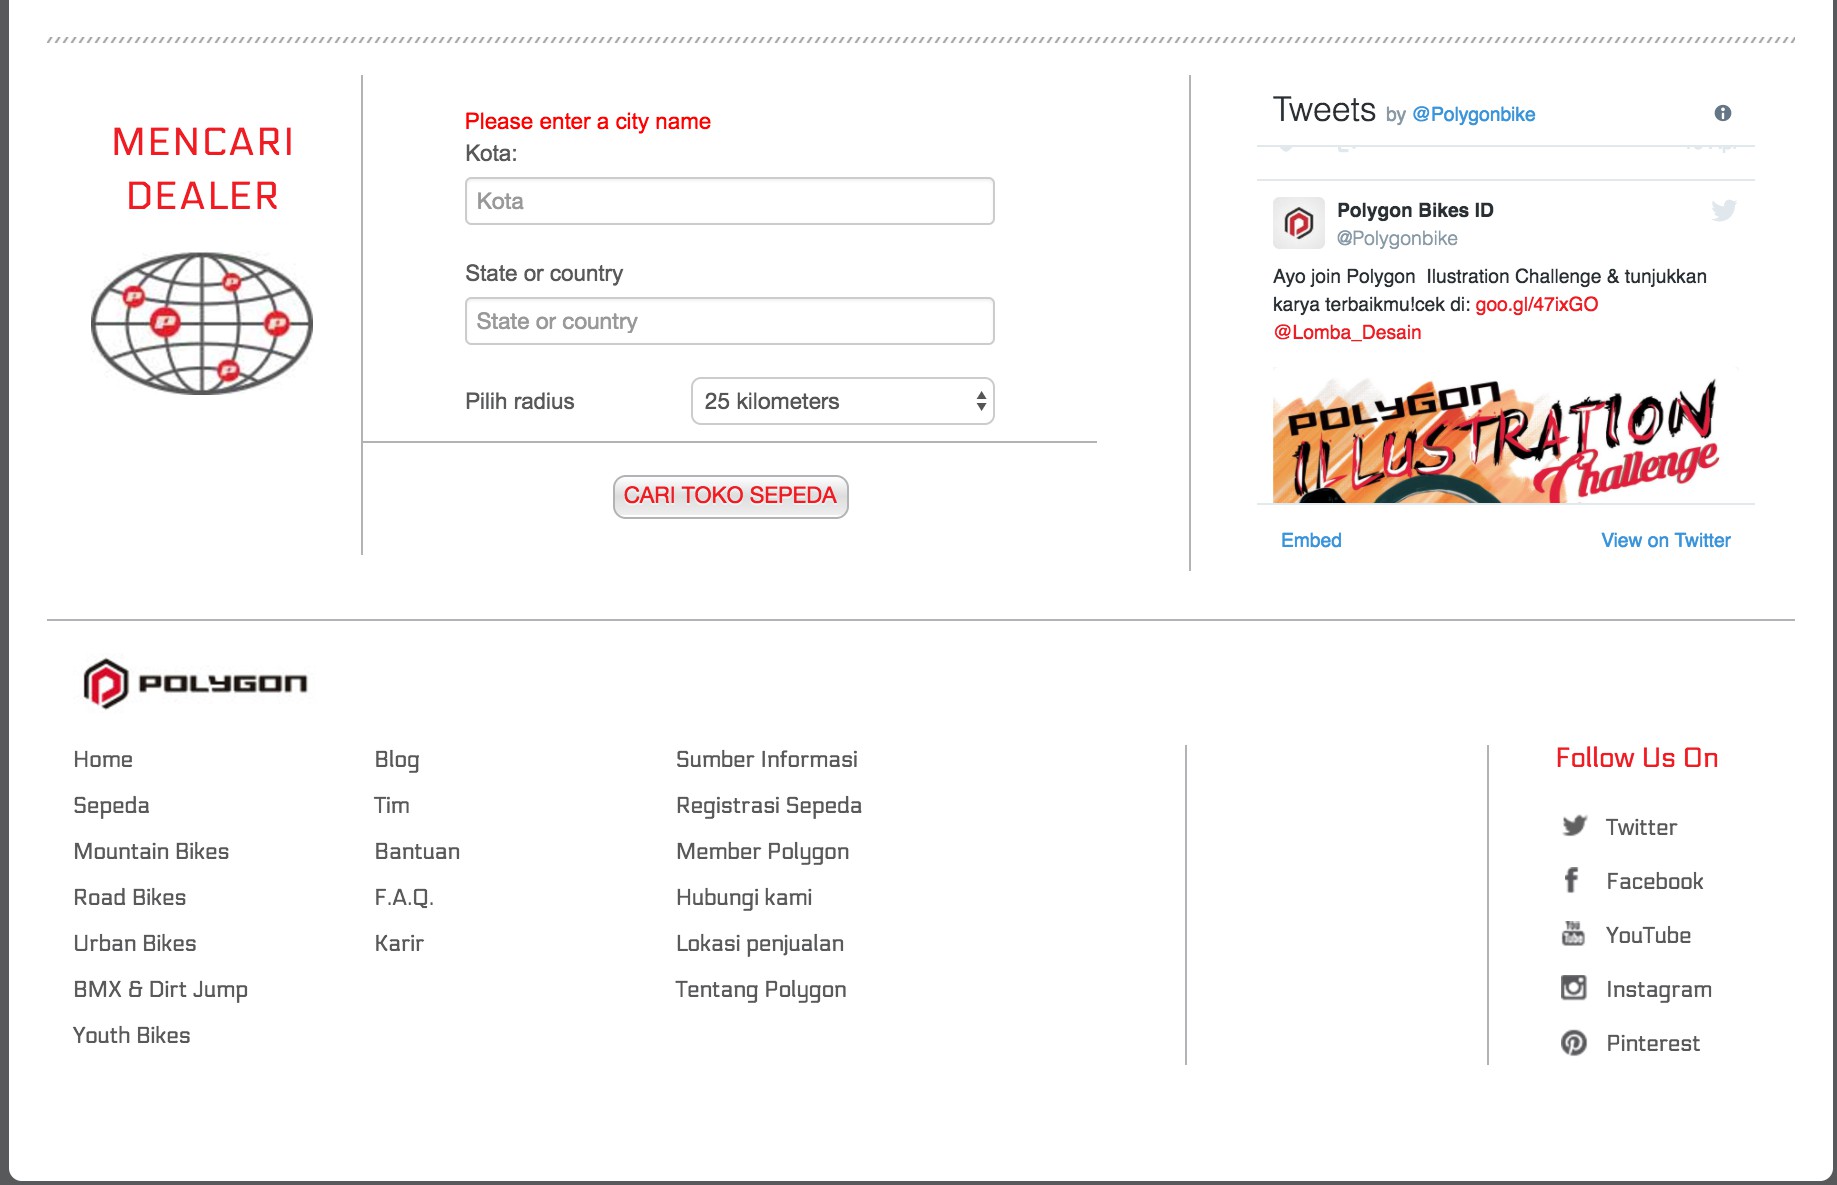 MENCARI
DEALER
Please enter a city name
Kota:
Kota
State or country
State or country
Pilih radius
25 kilometers
CARI TOKO SEPEDA
Tweets by @Polygonbike
Polygon Bikes ID
@Polygonbike
Ayo join Polygon  Ilustration Challenge & tunjukkan
karya terbaikmu!cek di: goo.gl/47ixGO
@Lomba_Desain
POLYGON
ILLUSTRATION
Challenge
Embed
View on Twitter
POLYGON
Home
Sepeda
Mountain Bikes
Road Bikes
Urban Bikes
BMX & Dirt Jump
Youth Bikes
Blog
Tim
Bantuan
F.A.Q.
Karir
Sumber Informasi
Registrasi Sepeda
Member Polygon
Hubungi kami
Lokasi penjualan
Tentang Polygon
Follow Us On
Twitter
Facebook
YouTube
Instagram
Pinterest